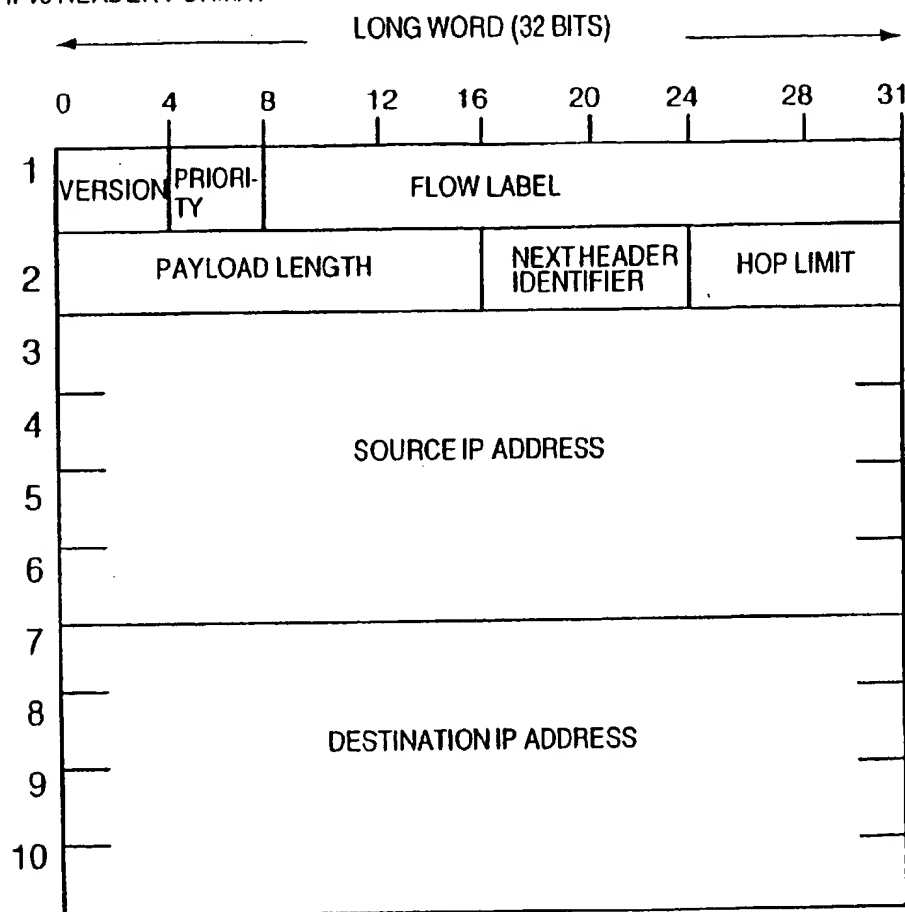 HEADER FORMAT
LONG WORD (32 BITS)
0 4 8 12 16 20 24 28 31
1
VERSION
PRIORI-
TY
FLOW LABEL
2
PAYLOAD LENGTH
NEXT HEADER
IDENTIFIER
HOP LIMIT
3
4
SOURCE IP ADDRESS
5
6
7
8
DESTINATION IP ADDRESS
9
10